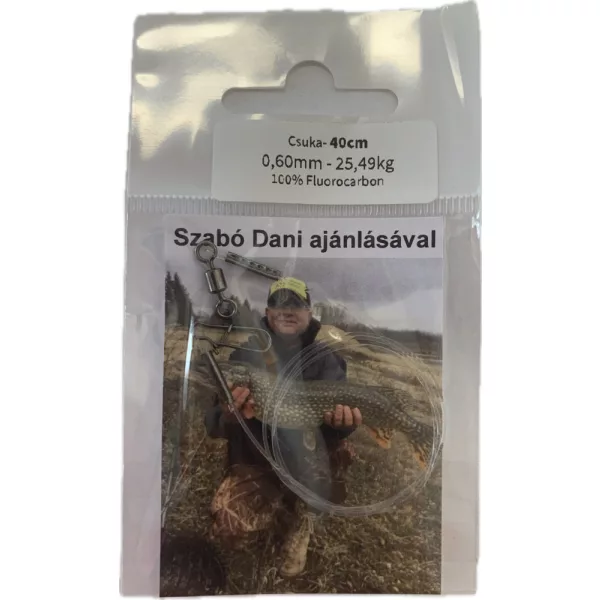 Csuka- 40cm
0,60mm - 25,49kg
100% Fluorocarbon
Szabó Dani ajánlásával